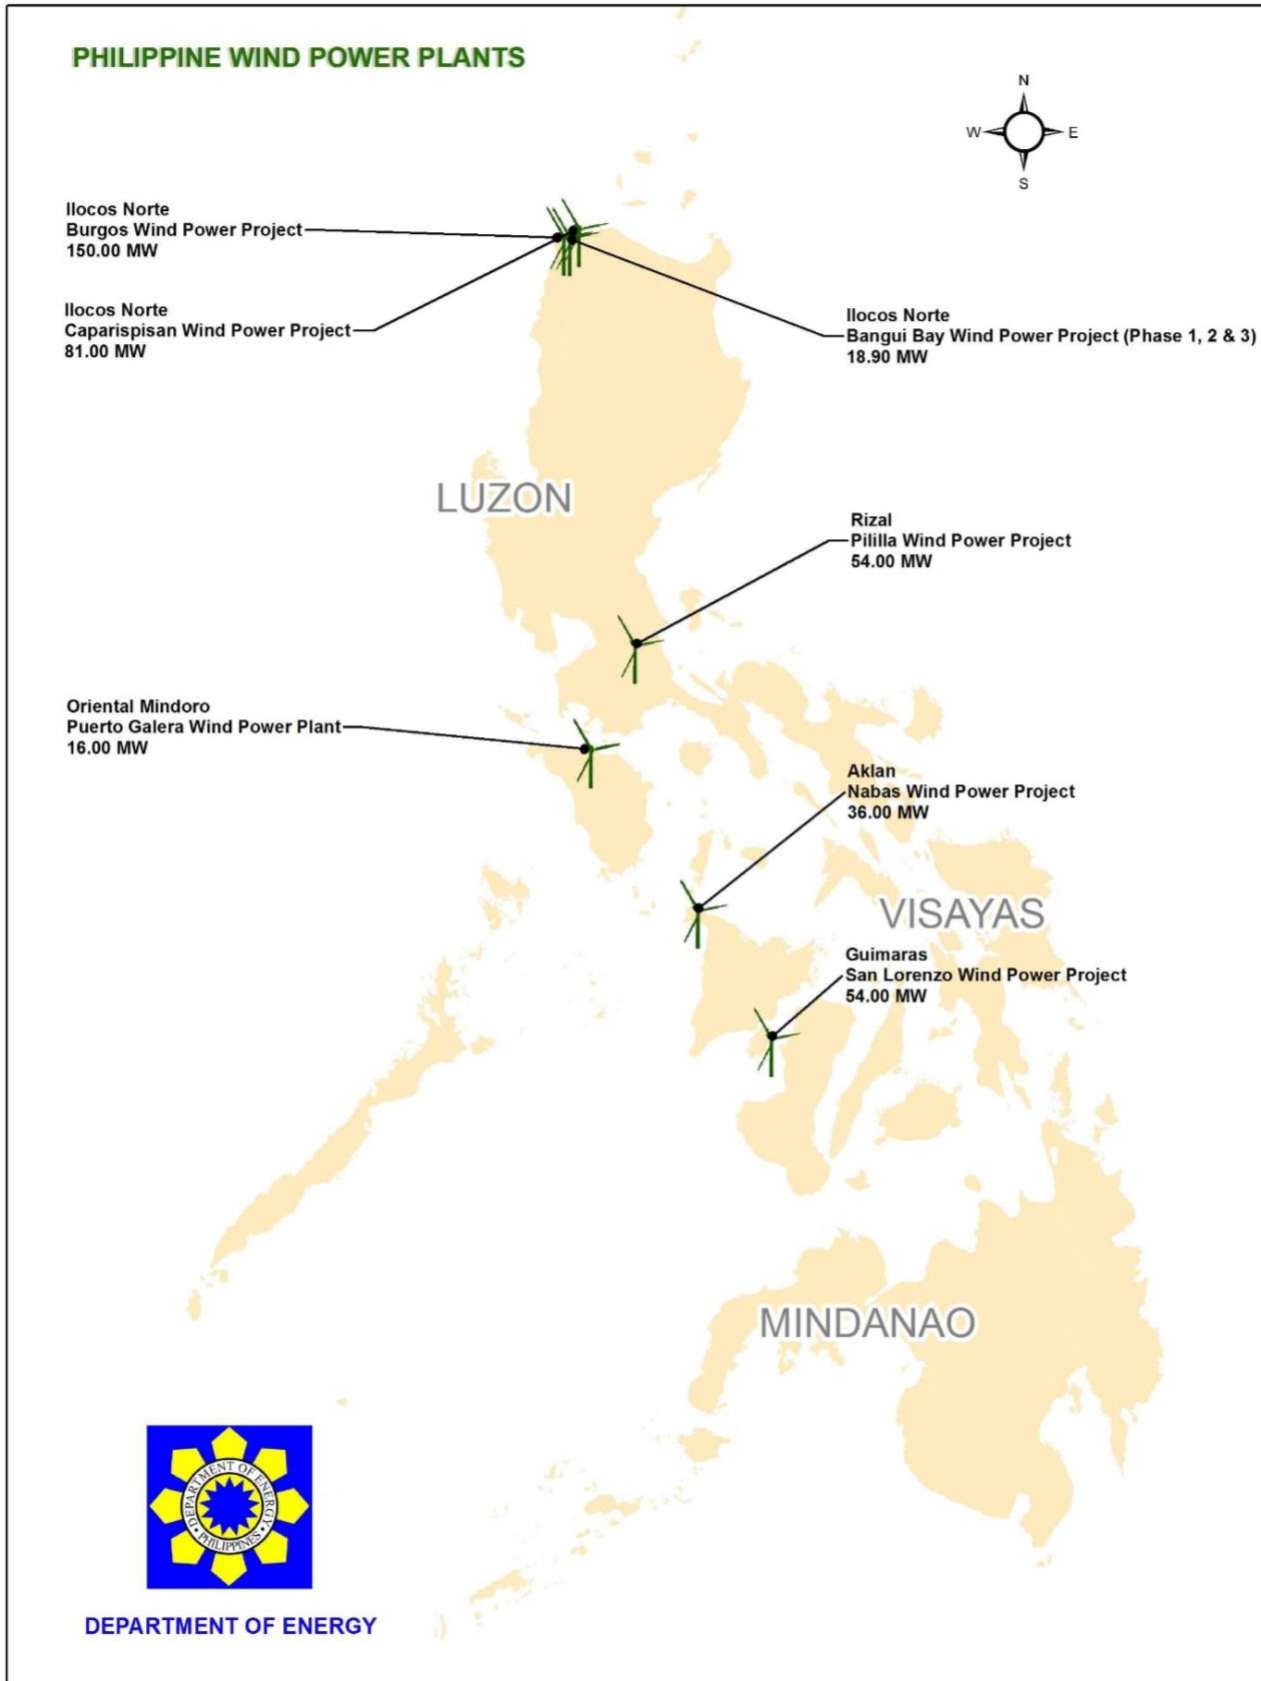 PHILIPPINE WIND POWER PLANTS
N
W
E
S
Ilocos Norte
Burgos Wind Power Project
150.00 MW
Ilocos Norte
Caparispisan Wind Power Project
81.00 MW
Ilocos Norte
Bangui Bay Wind Power Project (Phase 1, 2 & 3)
18.90 MW
LUZON
Rizal
Pililla Wind Power Project
54.00 MW
Oriental Mindoro
Puerto Galera Wind Power Plant
16.00 MW
Aklan
Nabas Wind Power Project
36.00 MW
VISAYAS
Guimaras
San Lorenzo Wind Power Project
54.00 MW
MINDANAO
DEPARTMENT OF ENERGY
PHILIPPINES
DEPARTMENT OF ENERGY